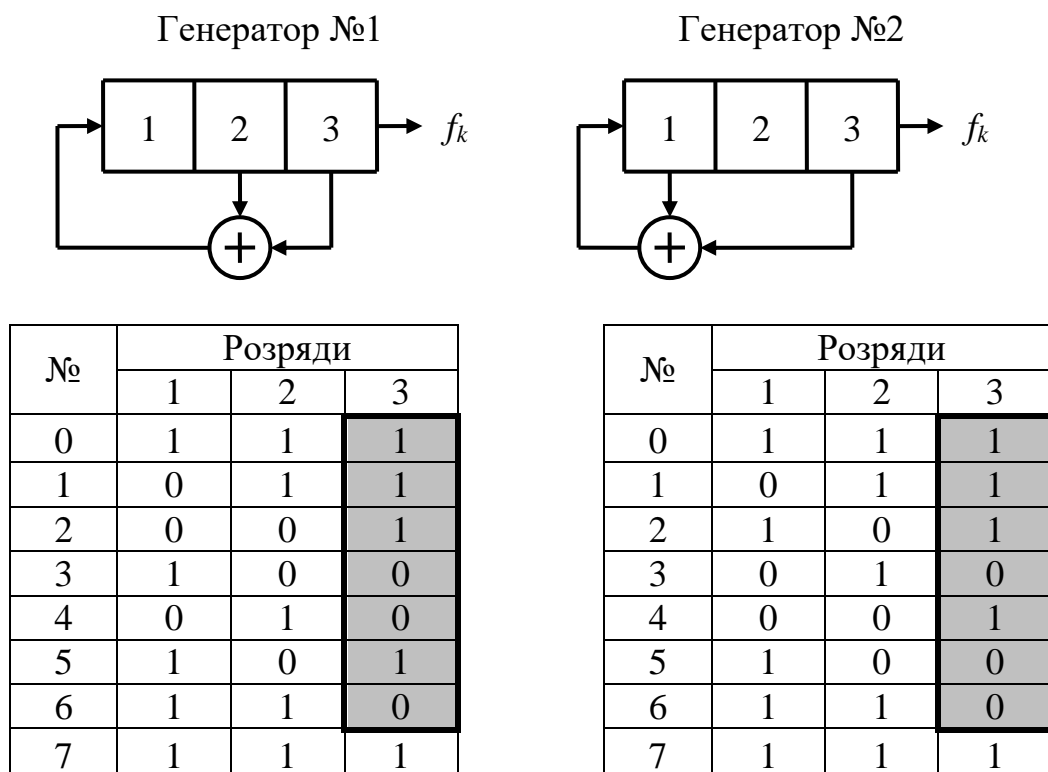 Генератор №1
Генератор №2
1 2 3 fk
1 2 3 fk
+
+
№ Розряди
1 2 3
0 1 1 1
1 0 1 1
2 0 0 1
3 1 0 0
4 0 1 0
5 1 0 1
6 1 1 0
7 1 1 1
№ Розряди
1 2 3
0 1 1 1
1 0 1 1
2 1 0 1
3 0 1 0
4 0 0 1
5 1 0 0
6 1 1 0
7 1 1 1